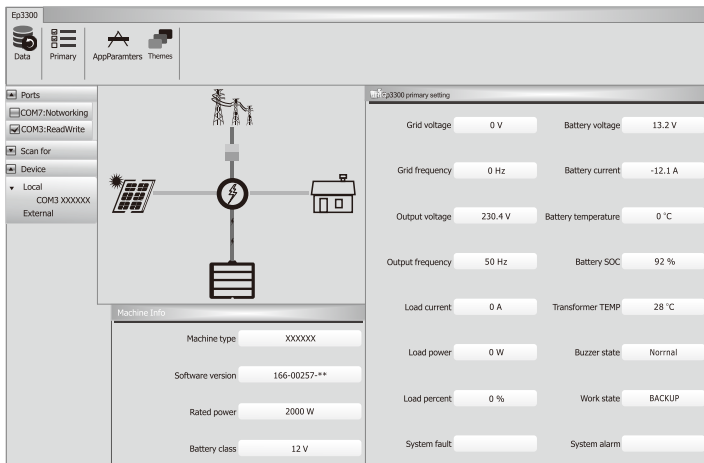 Ep3300
Data Primary AppParamters Themes
Ports
COM7:Notworking
COM3:ReadWrite
Scan for
Device
Local
COM3 XXXXXX
External
Machine Info
Machine type XXXXXX
Software version 166-00257-**
Rated power 2000 W
Battery class 12 V
Ep3300 primary setting
Grid voltage 0 V Battery voltage 13.2 V
Grid frequency 0 Hz Battery current -12.1 A
Output voltage 230.4 V Battery temperature 0 °C
Output frequency 50 Hz Battery SOC 92 %
Load current 0 A Transformer TEMP 28 °C
Load power 0 W Buzzer state Norrnal
Load percent 0 % Work state BACKUP
System fault System alarm